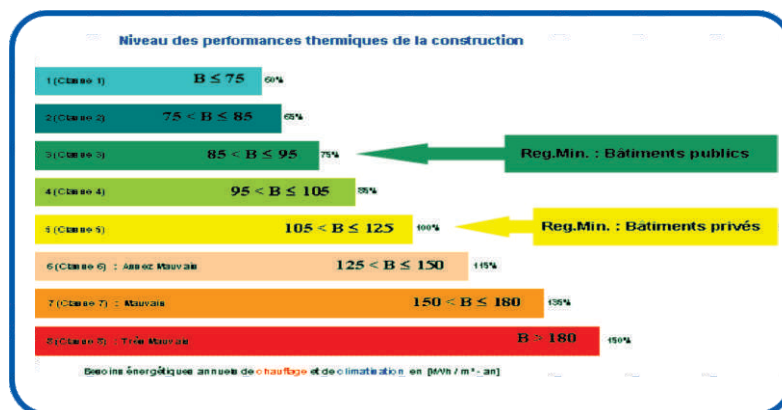 Niveau des performances thermiques de la construction
1 (Classe 1) B ≤ 75 60%
2 (Classe 2) 75 < B ≤ 85 65%
3 (Classe 3) 85 < B ≤ 95 75% Reg.Min. : Bâtiments publics
4 (Classe 4) 95 < B ≤ 105 85%
5 (Classe 5) 105 < B ≤ 125 100% Reg.Min. : Bâtiments privés
6 (Classe 6) : Assez Mauvais 125 < B ≤ 150 115%
7 (Classe 7) : Mauvais 150 < B ≤ 180 135%
8 (Classe 8) : Très Mauvais B > 180 150%
Besoins énergétiques annuels de chauffage et de climatisation en [kWh / m² - an]